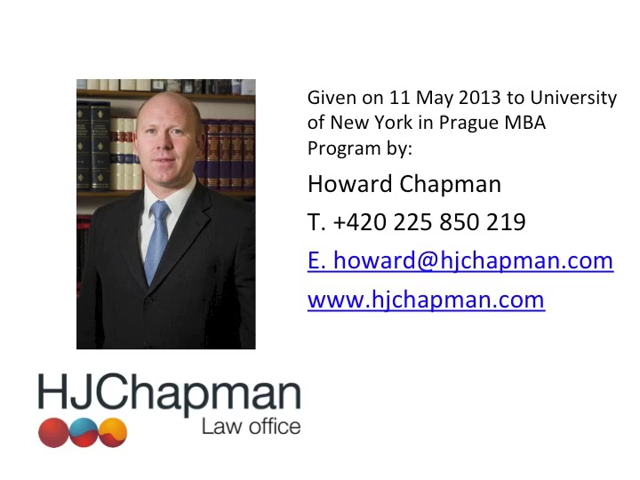 Given on 11 May 2013 to University
of New York in Prague MBA
Program by:
Howard Chapman
T. +420 225 850 219
E. howard@hjchapman.com
www.hjchapman.com
HJChapman
Law office